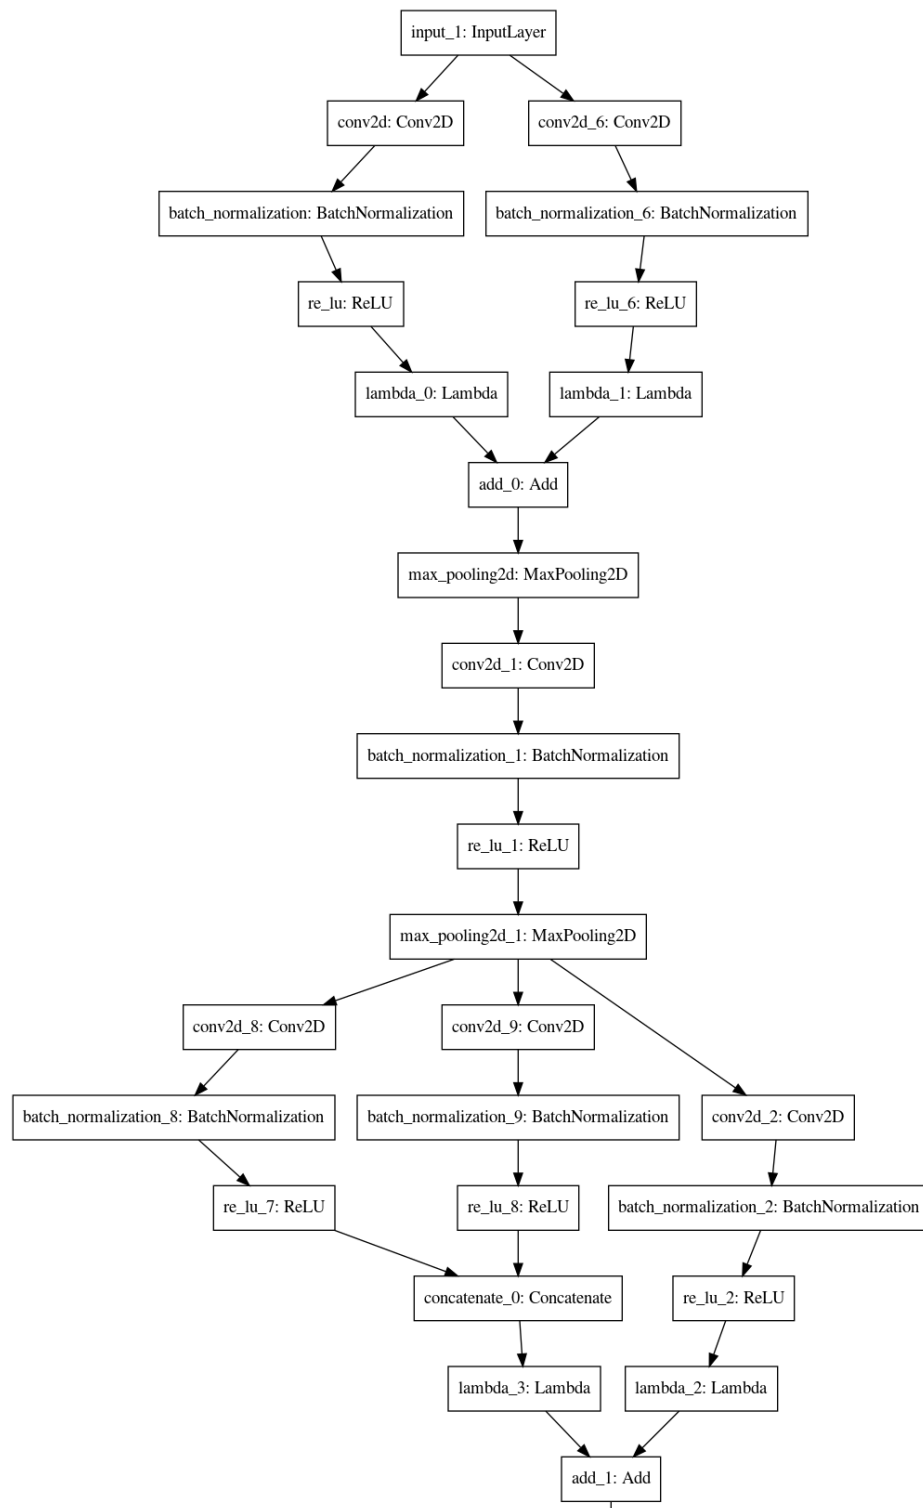 input_1: InputLayer
conv2d: Conv2D
conv2d_6: Conv2D
batch_normalization: BatchNormalization
batch_normalization_6: BatchNormalization
re_lu: ReLU
re_lu_6: ReLU
lambda_0: Lambda
lambda_1: Lambda
add_0: Add
max_pooling2d: MaxPooling2D
conv2d_1: Conv2D
batch_normalization_1: BatchNormalization
re_lu_1: ReLU
max_pooling2d_1: MaxPooling2D
conv2d_8: Conv2D
conv2d_9: Conv2D
batch_normalization_8: BatchNormalization
batch_normalization_9: BatchNormalization
conv2d_2: Conv2D
re_lu_7: ReLU
re_lu_8: ReLU
batch_normalization_2: BatchNormalization
concatenate_0: Concatenate
re_lu_2: ReLU
lambda_3: Lambda
lambda_2: Lambda
add_1: Add